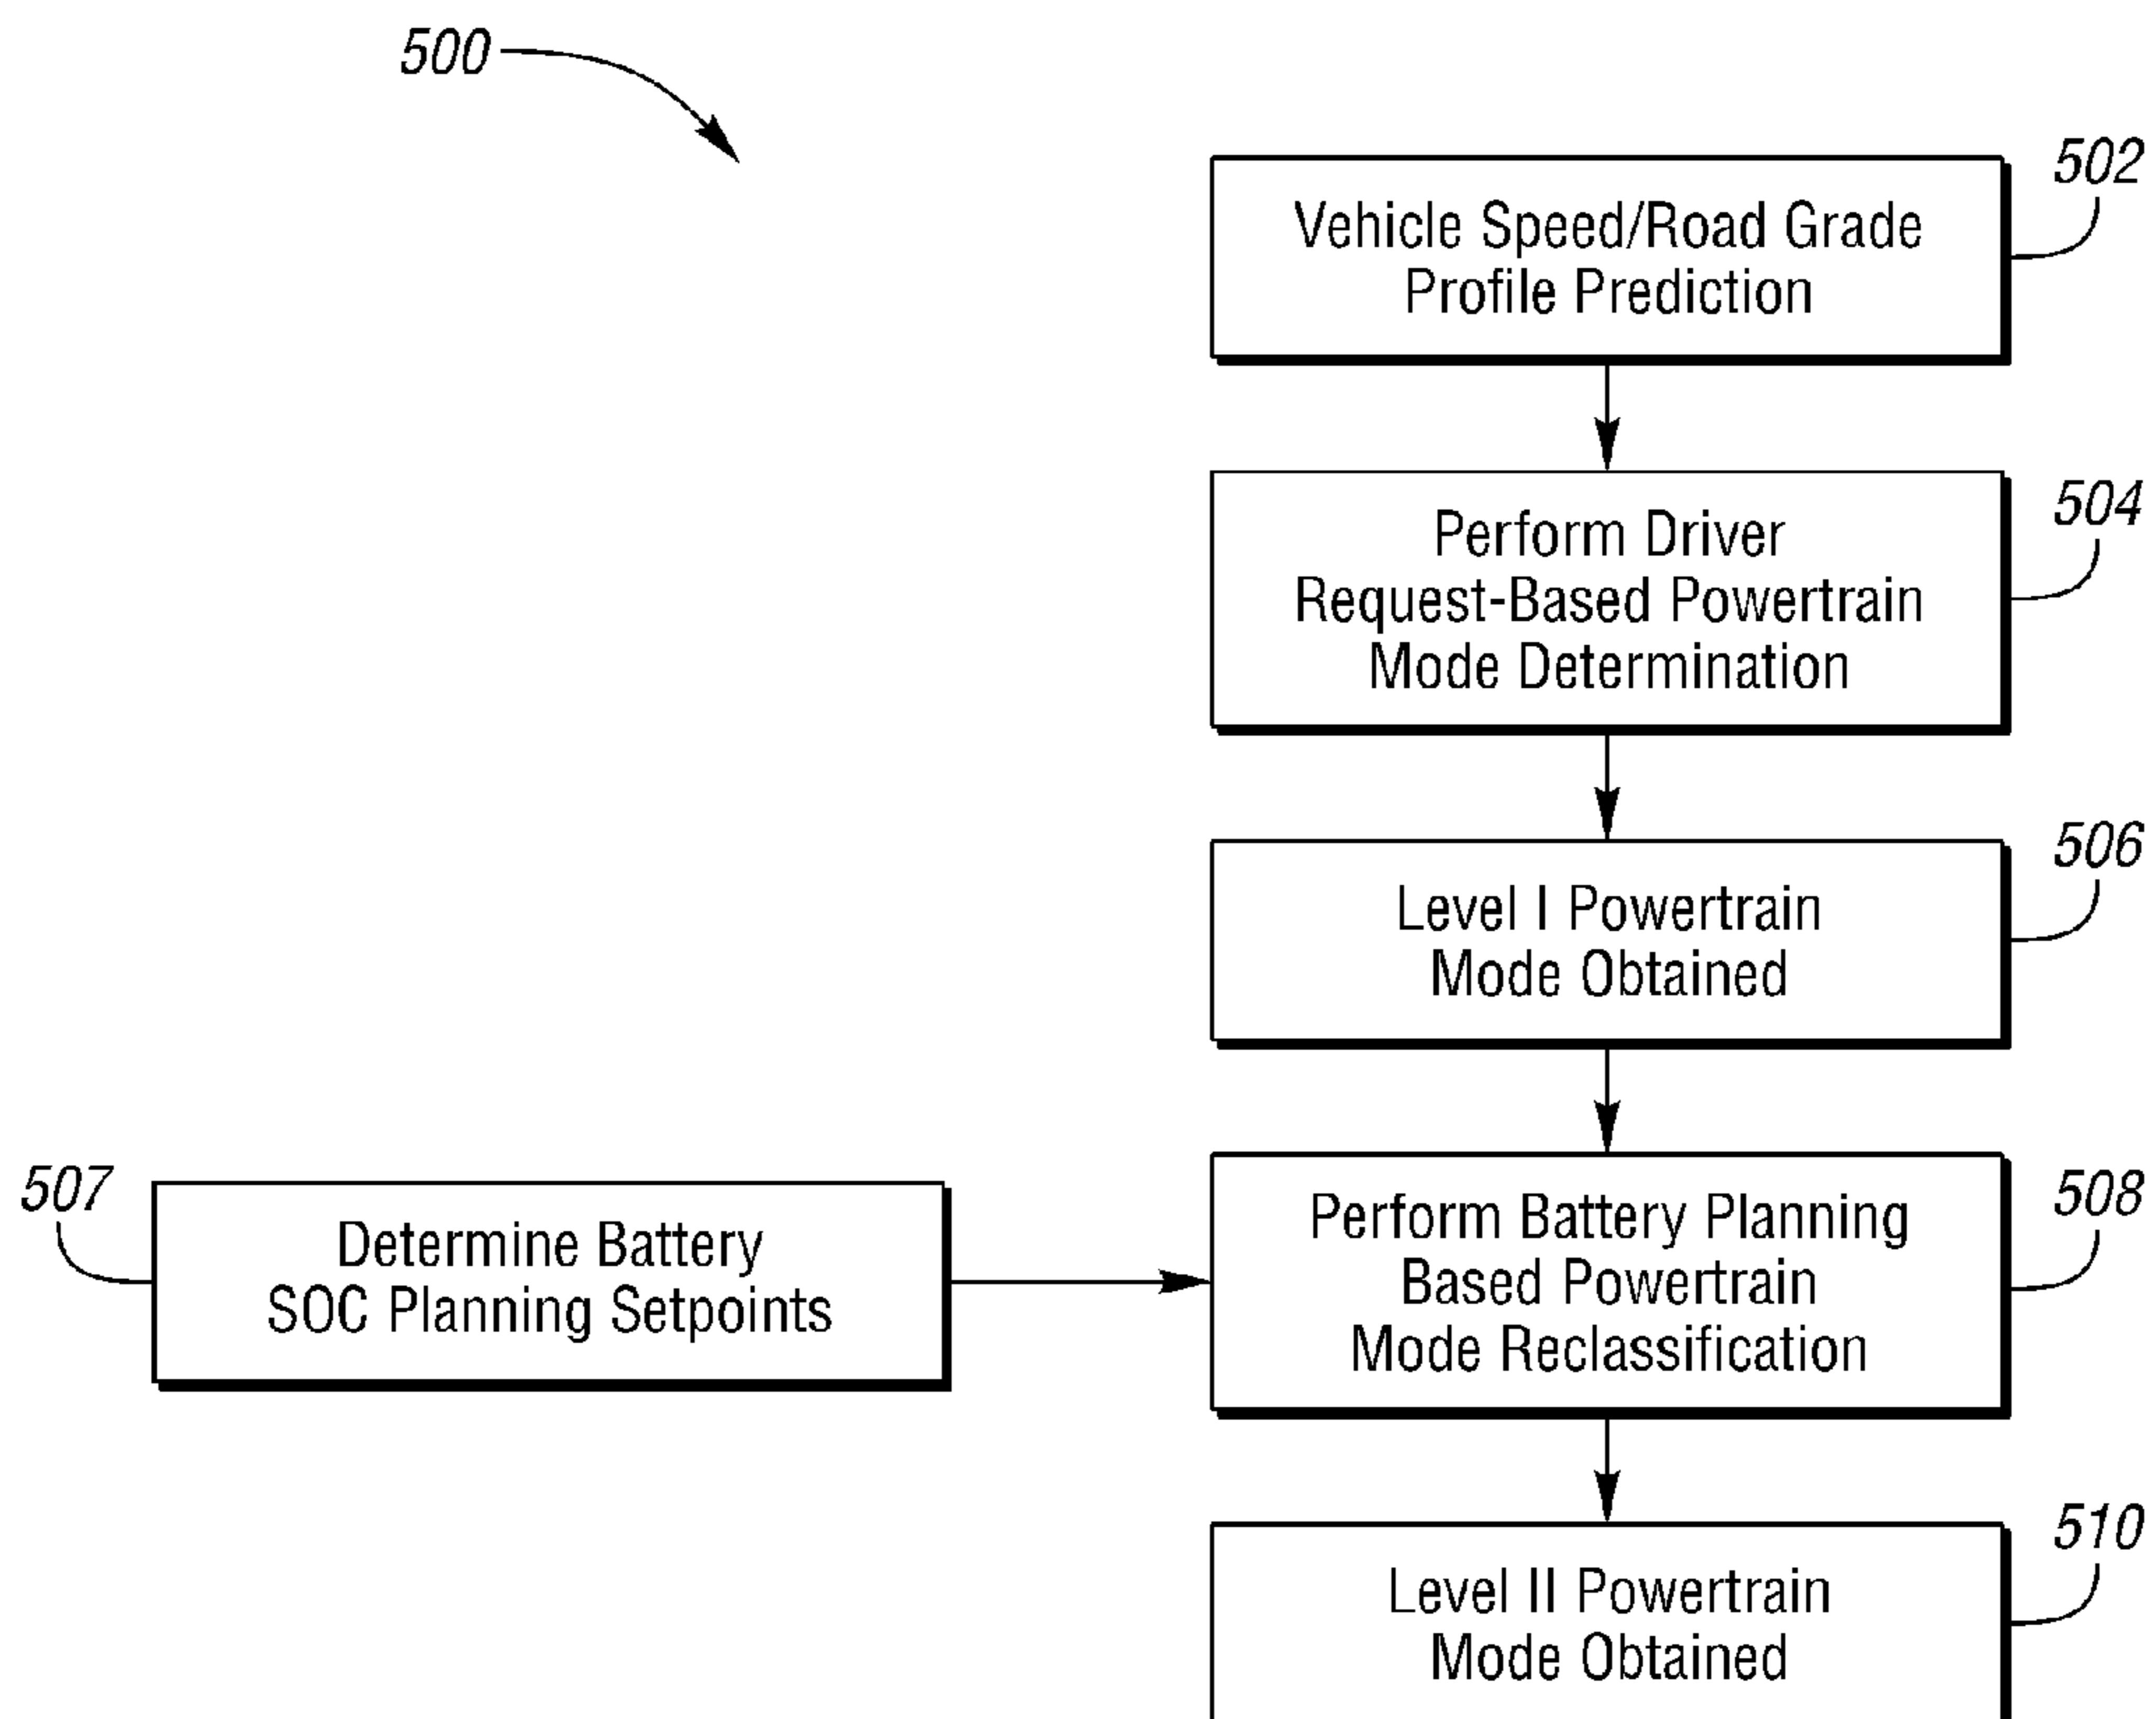 500
502
Vehicle Speed/Road Grade
Profile Prediction
504
Perform Driver
Request-Based Powertrain
Mode Determination
506
Level I Powertrain
Mode Obtained
507
Determine Battery
SOC Planning Setpoints
508
Perform Battery Planning
Based Powertrain
Mode Reclassification
510
Level II Powertrain
Mode Obtained